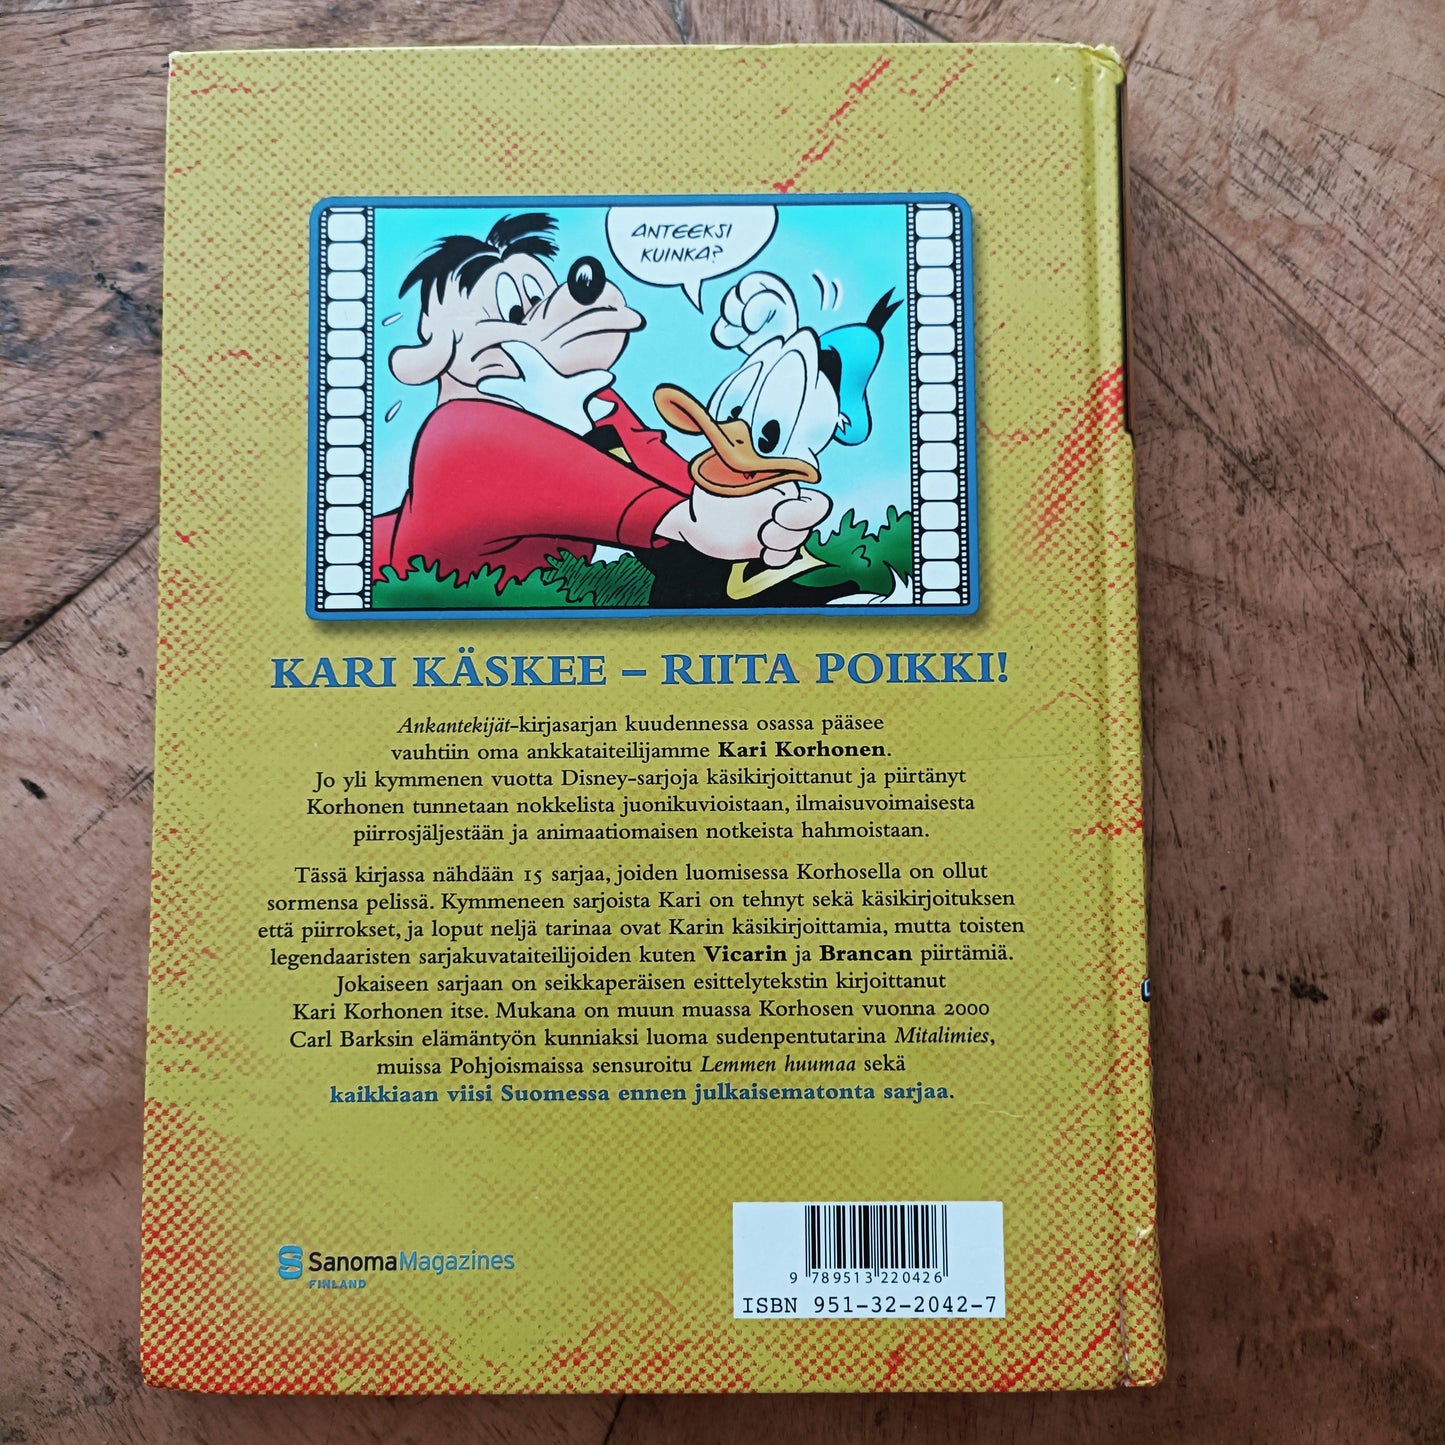 ANTEEKSI
KUINKA?
KARI KÄSKEE – RIITA POIKKI!
Ankantekijät-kirjasarjan kuudennessa osassa pääsee
vauhtiin oma ankkataiteilijamme Kari Korhonen.
Jo yli kymmenen vuotta Disney-sarjoja käsikirjoittanut ja piirtänyt
Korhonen tunnetaan nokkelista juonikuvioistaan, ilmaisuvoimaisesta
piirrosjäljestään ja animaatiomaisen notkeista hahmoistaan.
Tässä kirjassa nähdään 15 sarjaa, joiden luomisessa Korhosella on ollut
sormensa pelissä. Kymmeneen sarjoista Kari on tehnyt sekä käsikirjoituksen
että piirrokset, ja loput neljä tarinaa ovat Karin käsikirjoittamia, mutta toisten
legendaaristen sarjakuvataiteilijoiden kuten Vicarin ja Brancan piirtämiä.
Jokaiseen sarjaan on seikkaperäisen esittelytekstin kirjoittanut
Kari Korhonen itse. Mukana on muun muassa Korhosen vuonna 2000
Carl Barksin elämäntyön kunniaksi luoma sudenpentutarina Mitalimies,
muissa Pohjoismaissa sensuroitu Lemmen huumaa sekä
kaikkiaan viisi Suomessa ennen julkaisematonta sarjaa.
SanomaMagazines
FINLAND
9 789513 220426
ISBN 951-32-2042-7